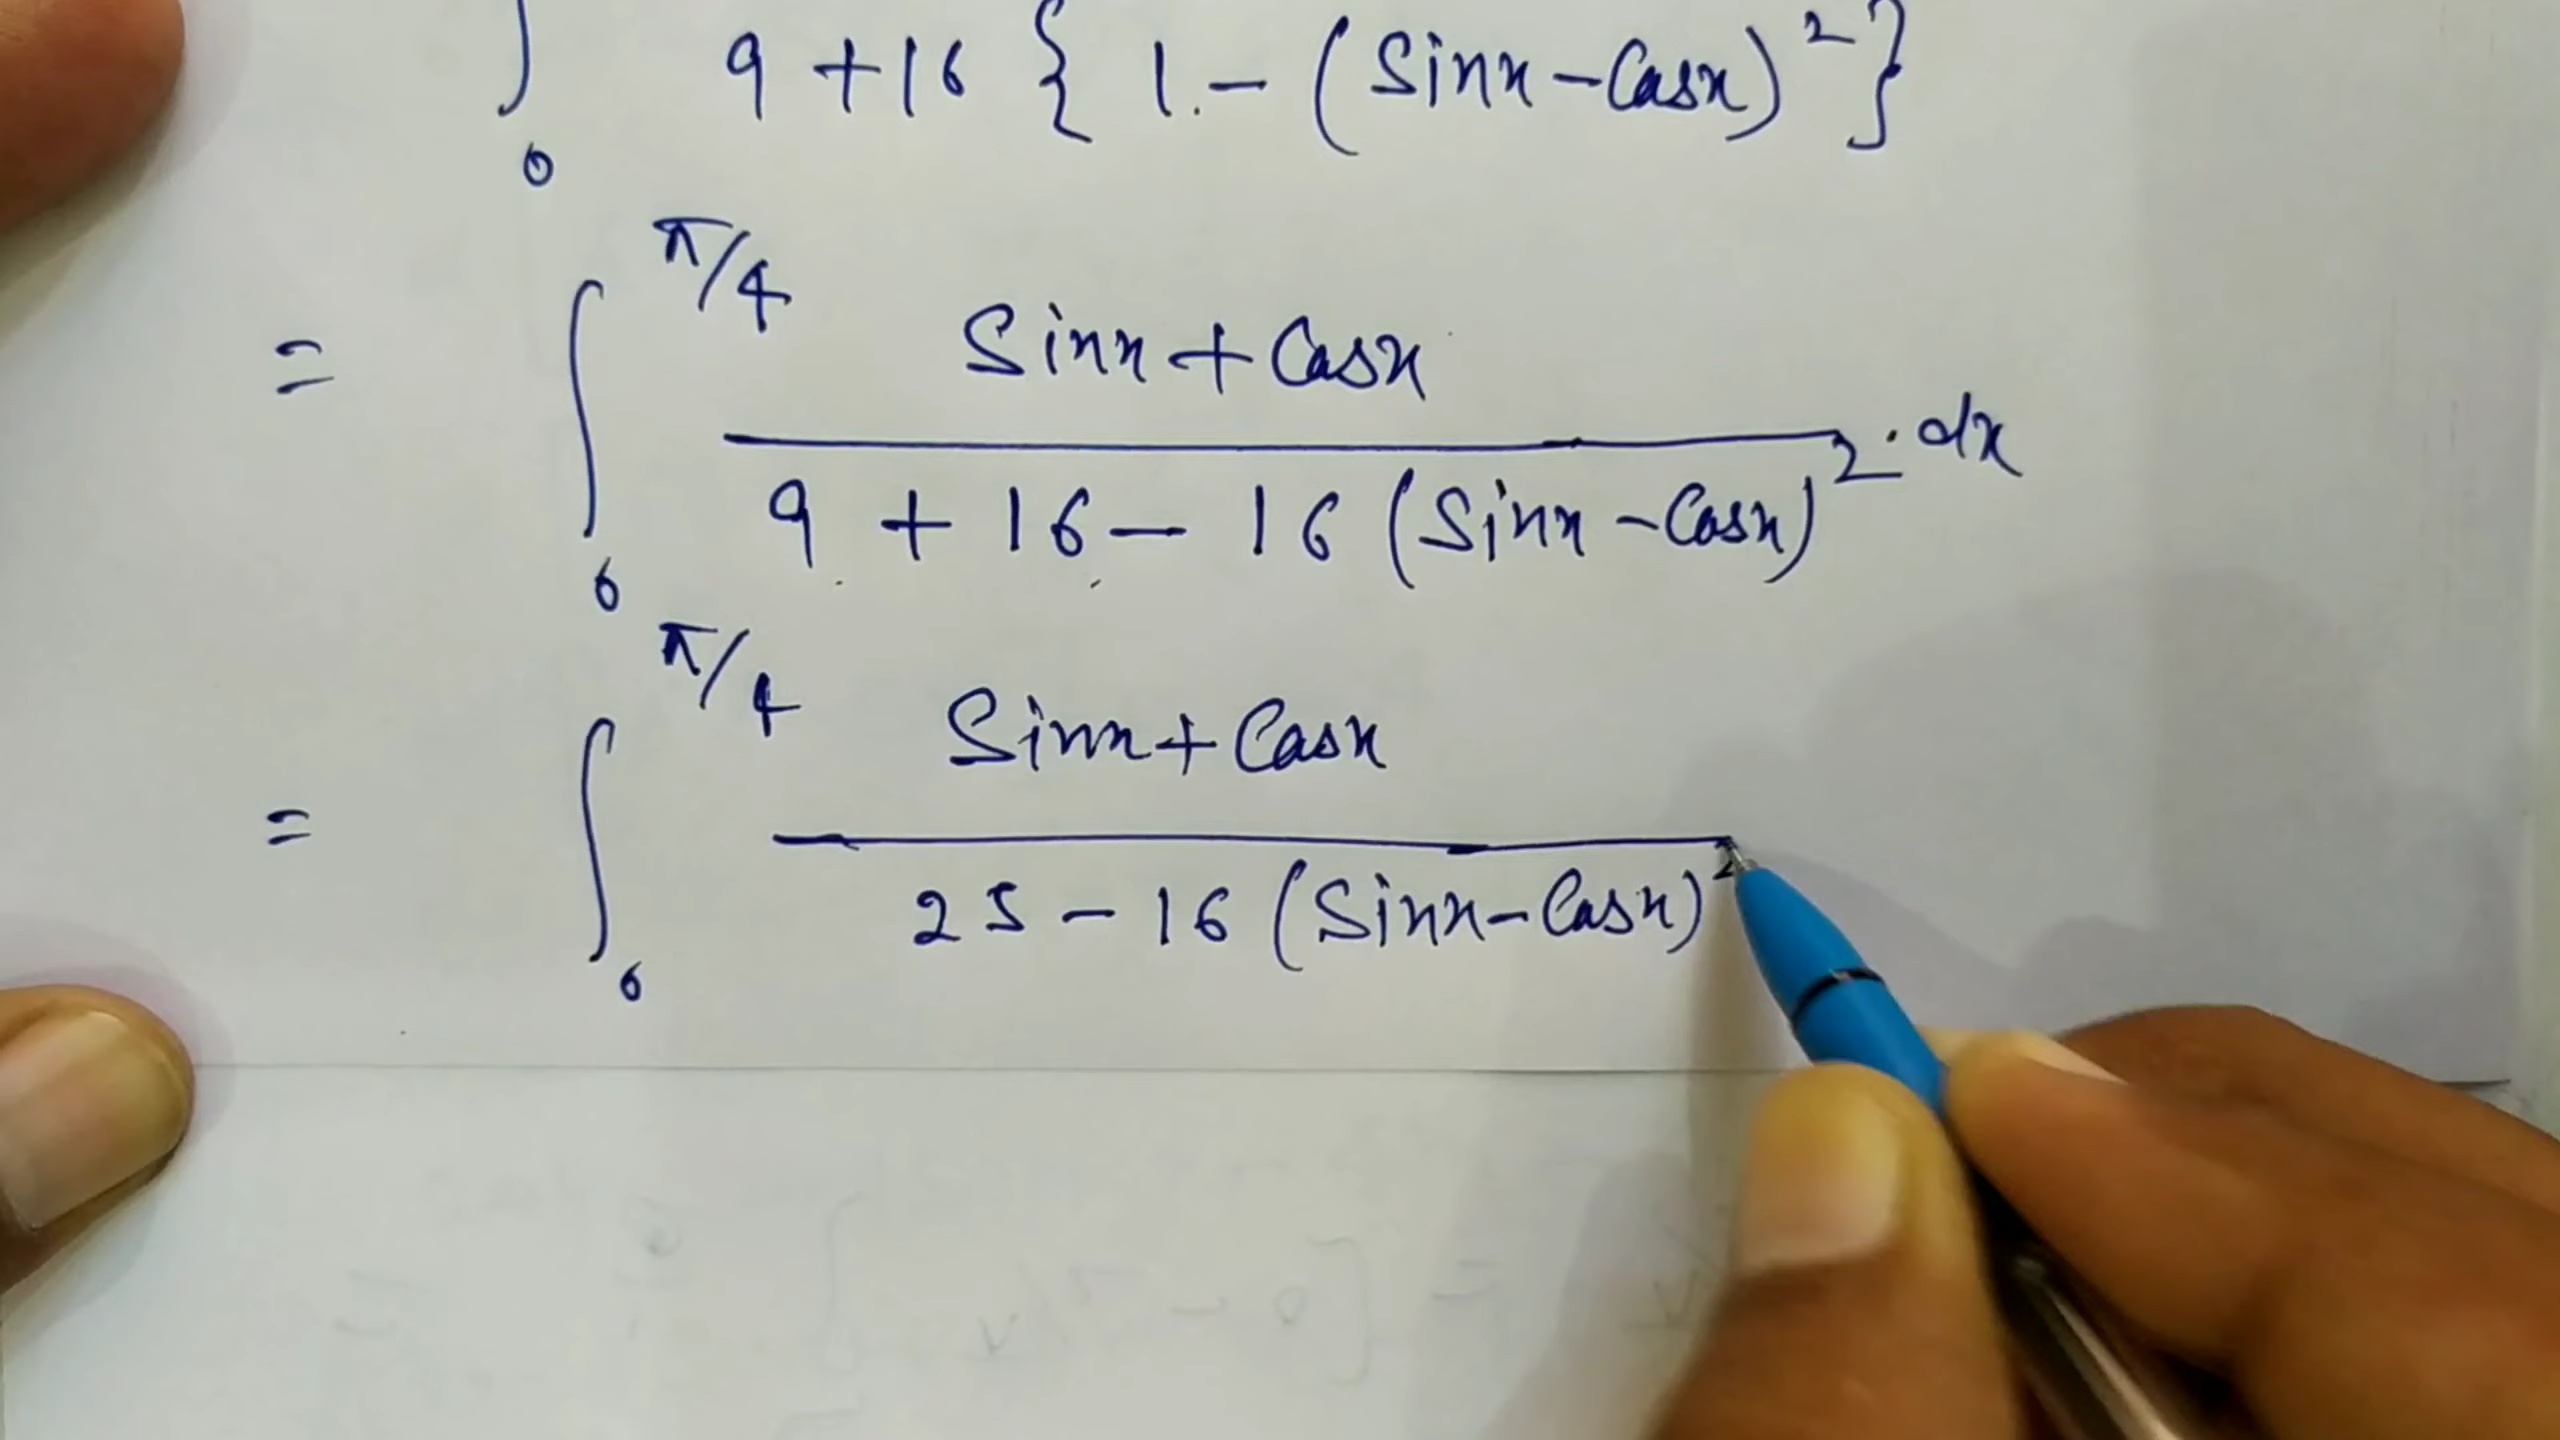 ∫₀ 9 + 16 { 1 - (Sinx - Cosx)² }
= ∫₀^π/4 Sinx + Cosx
9 + 16 - 16 (Sinx - Cosx)² . dx
= ∫₀^π/4 Sinx + Cosx
25 - 16 (Sinx - Cosx)²